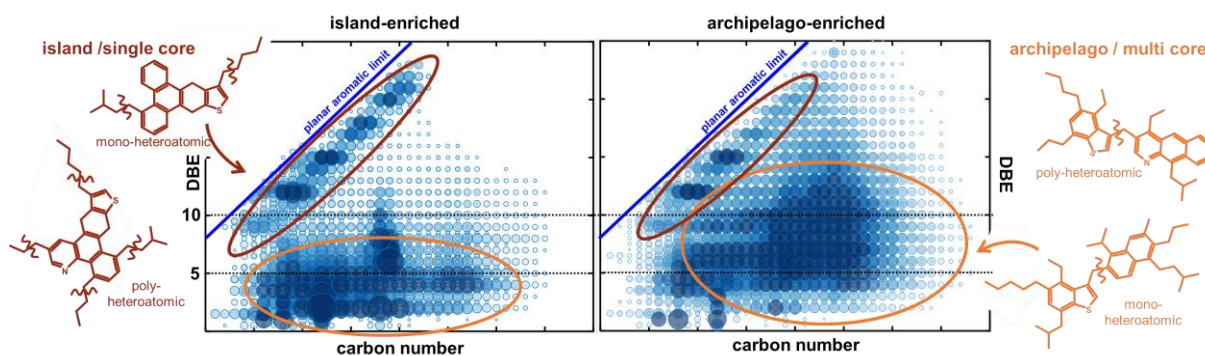 island-enriched
archipelago-enriched
island /single core
mono-heteroatomic
S
S
N
poly-
heteroatomic
DBE
10
5
planar aromatic limit
carbon number
planar aromatic limit
carbon number
DBE
archipelago / multi core
S
N
poly-heteroatomic
S
mono-
heteroatomic